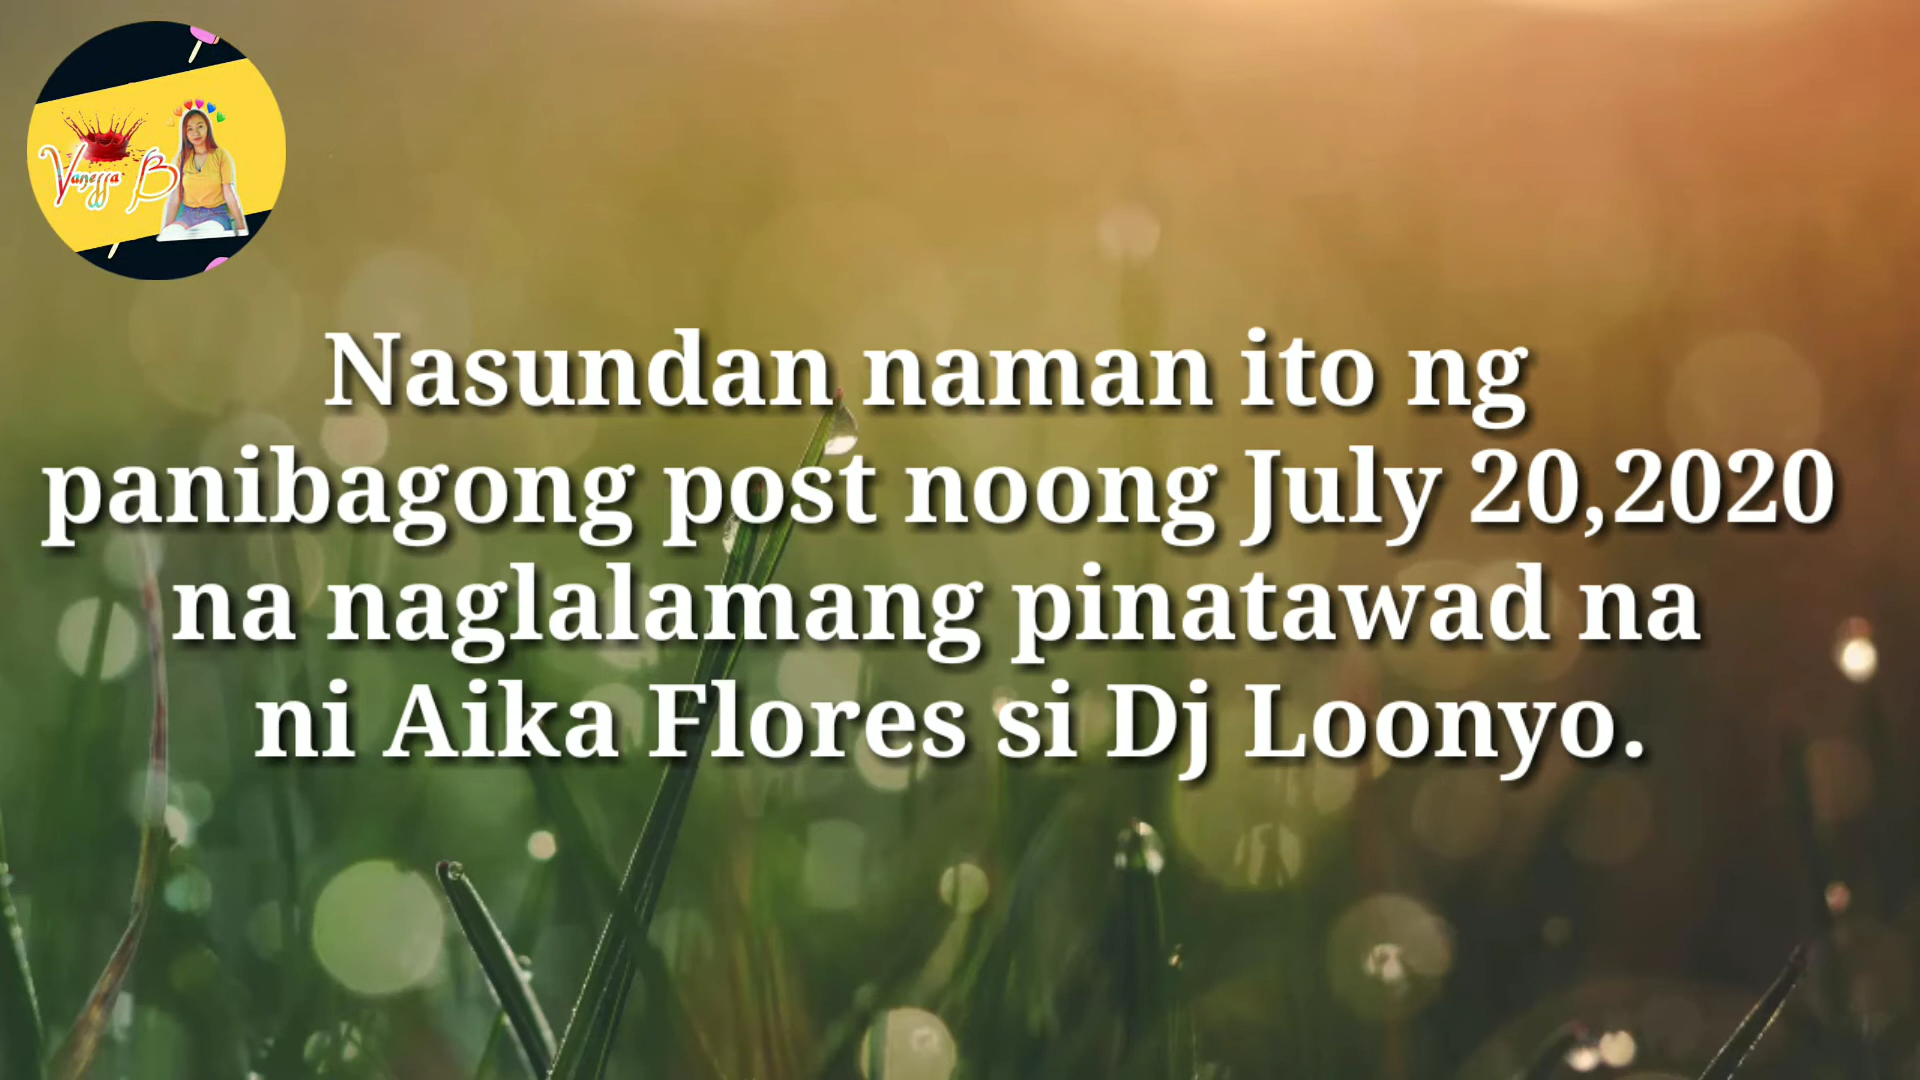 Vanessa B
Nasundan naman ito ng
panibagong post noong July 20,2020
na naglalamang pinatawad na
ni Aika Flores si Dj Loonyo.